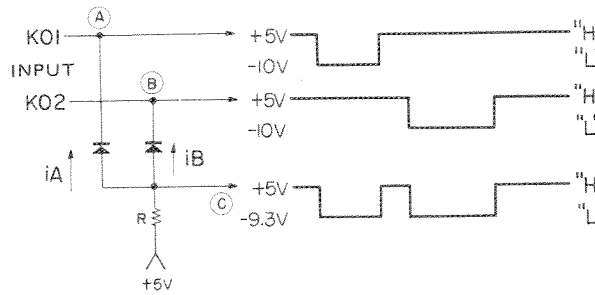 A
KO1
+5V
"H
INPUT
-10V
"L
B
KO2
+5V
"H
-10V
"L
iA
iB
C
+5V
"H
R
-9.3V
"L
+5V